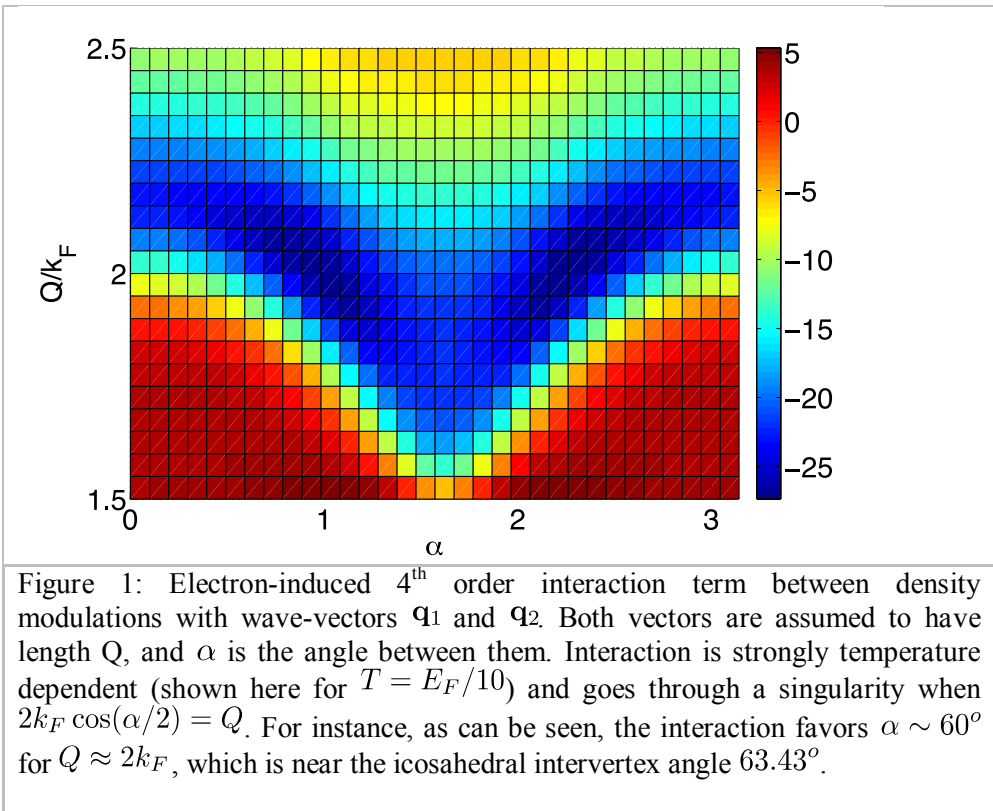 2.5
2
1.5
Q/k_F
0
1
2
3
α
5
0
−5
−10
−15
−20
−25
Figure 1: Electron-induced 4^th order interaction term between density
modulations with wave-vectors q1 and q2. Both vectors are assumed to have
length Q, and α is the angle between them. Interaction is strongly temperature
dependent (shown here for T = E_F/10) and goes through a singularity when
2k_F cos(α/2) = Q. For instance, as can be seen, the interaction favors α ∼ 60^o
for Q ≈ 2k_F, which is near the icosahedral intervertex angle 63.43^o.